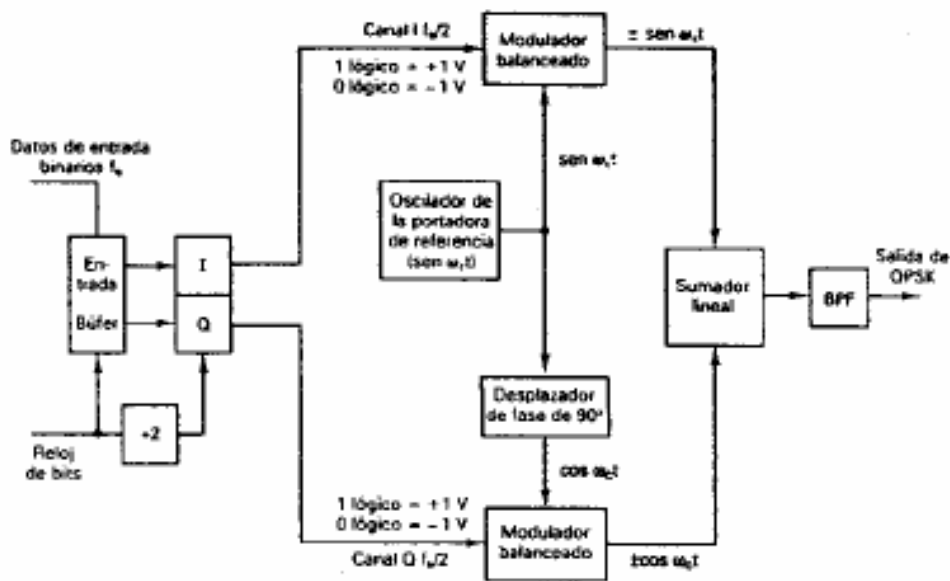 Canal I fb/2
1 lógico = +1 V
0 lógico = -1 V
Modulador
balanceado
± sen ωct
Datos de entrada
binarios fb
sen ωct
Oscilador de
la portadora
de referencia
(sen ωct)
En-
trada
Búfer
I
Q
Sumador
lineal
BPF
Salida de
QPSK
Desplazador
de fase de 90°
÷2
Reloj
de bits
cos ωct
1 lógico = +1 V
0 lógico = -1 V
Canal Q fb/2
Modulador
balanceado
±cos ωct